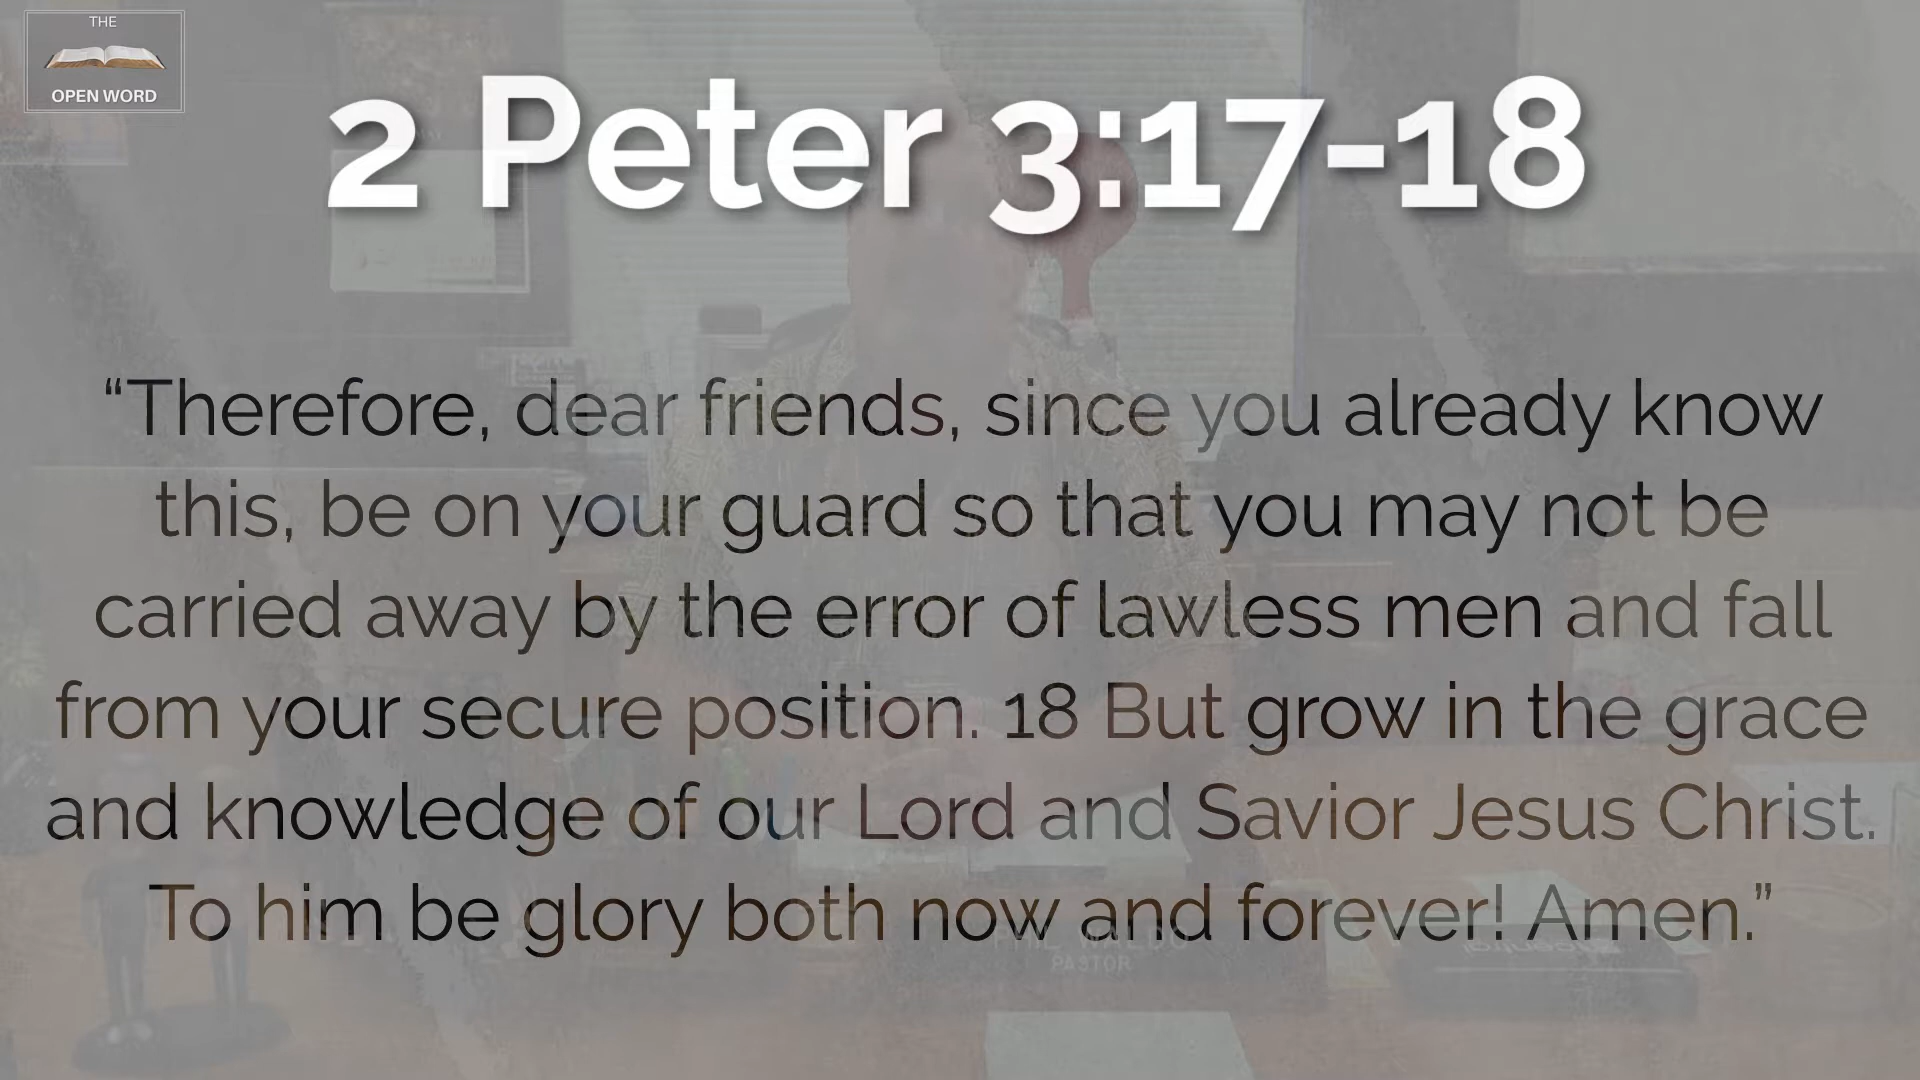 THE
OPEN WORD
2 Peter 3:17-18
“Therefore, dear friends, since you already know
this, be on your guard so that you may not be
carried away by the error of lawless men and fall
from your secure position. 18 But grow in the grace
and knowledge of our Lord and Savior Jesus Christ.
To him be glory both now and forever! Amen.”
PHIL WALDO
PASTOR